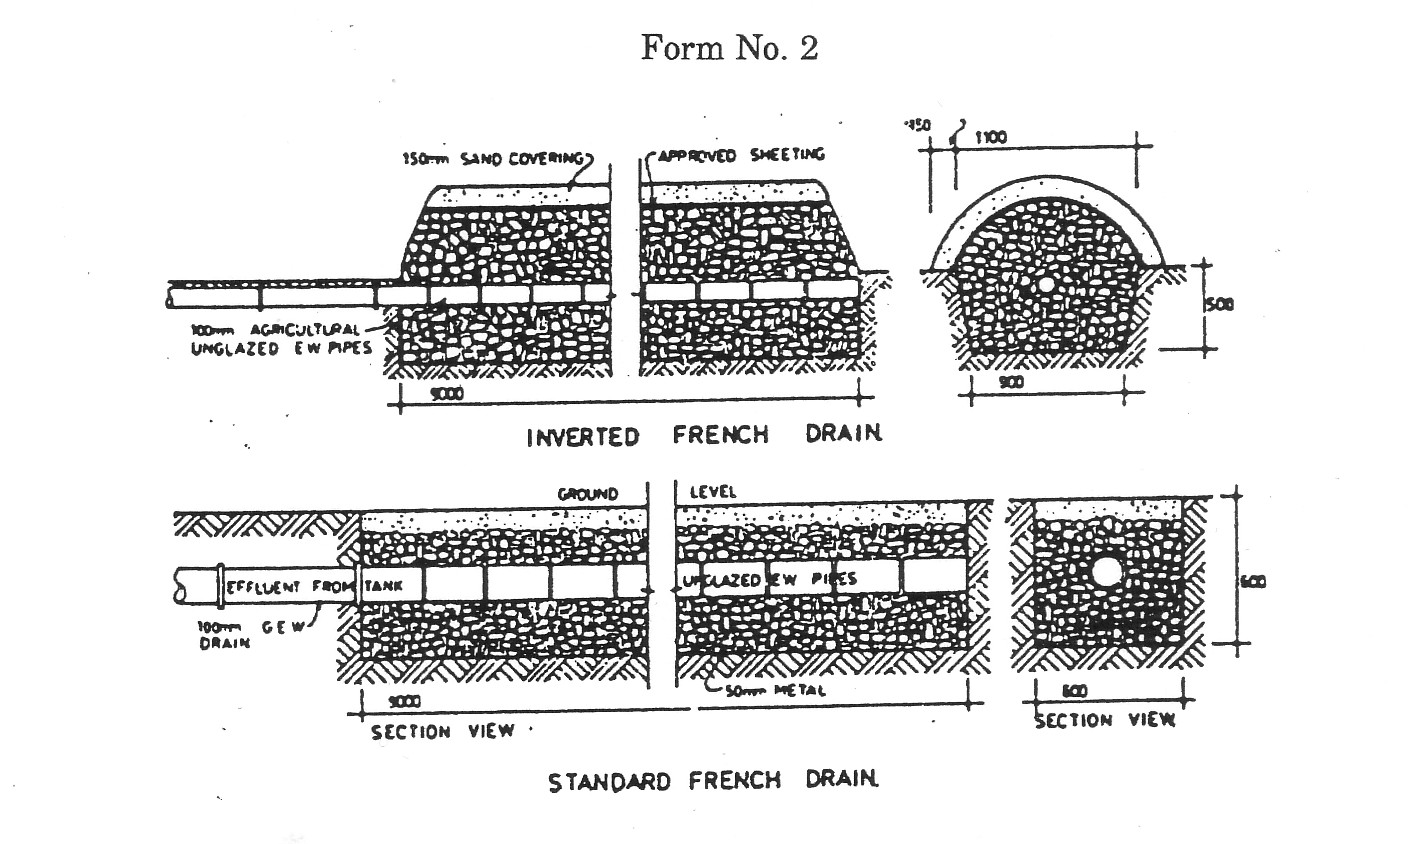 Form No. 2
150mm SAND COVERING
APPROVED SHEETING
150
1100
100mm AGRICULTURAL
UNGLAZED EW PIPES
500
9000
900
INVERTED FRENCH DRAIN
GROUND LEVEL
EFFLUENT FROM TANK
UNGLAZED EW PIPES
100mm GEW
DRAIN
600
50mm METAL
9000
600
SECTION VIEW
SECTION VIEW
STANDARD FRENCH DRAIN